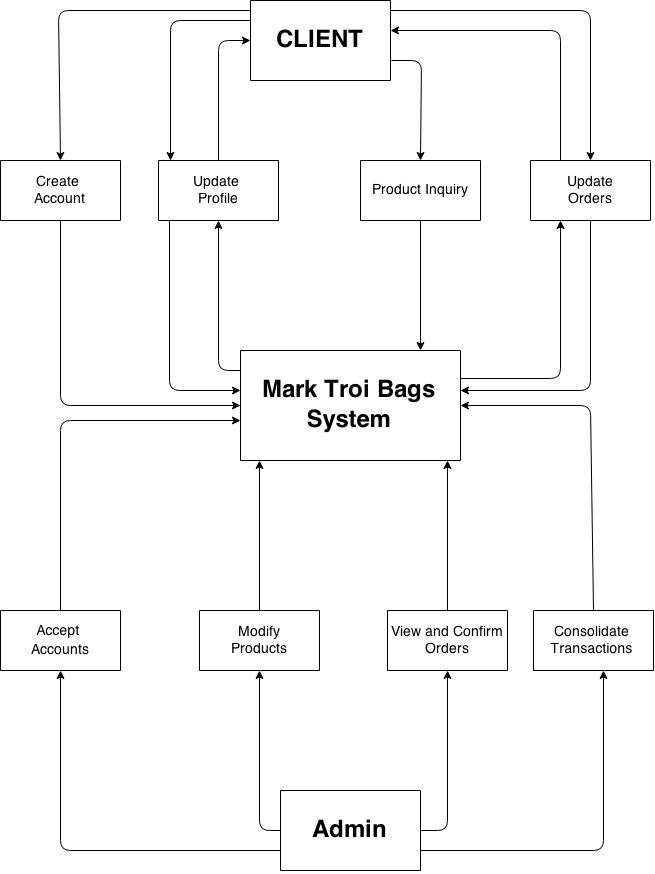 CLIENT
Create
Account
Update
Profile
Product Inquiry
Update
Orders
Mark Troi Bags
System
Accept
Accounts
Modify
Products
View and Confirm
Orders
Consolidate
Transactions
Admin